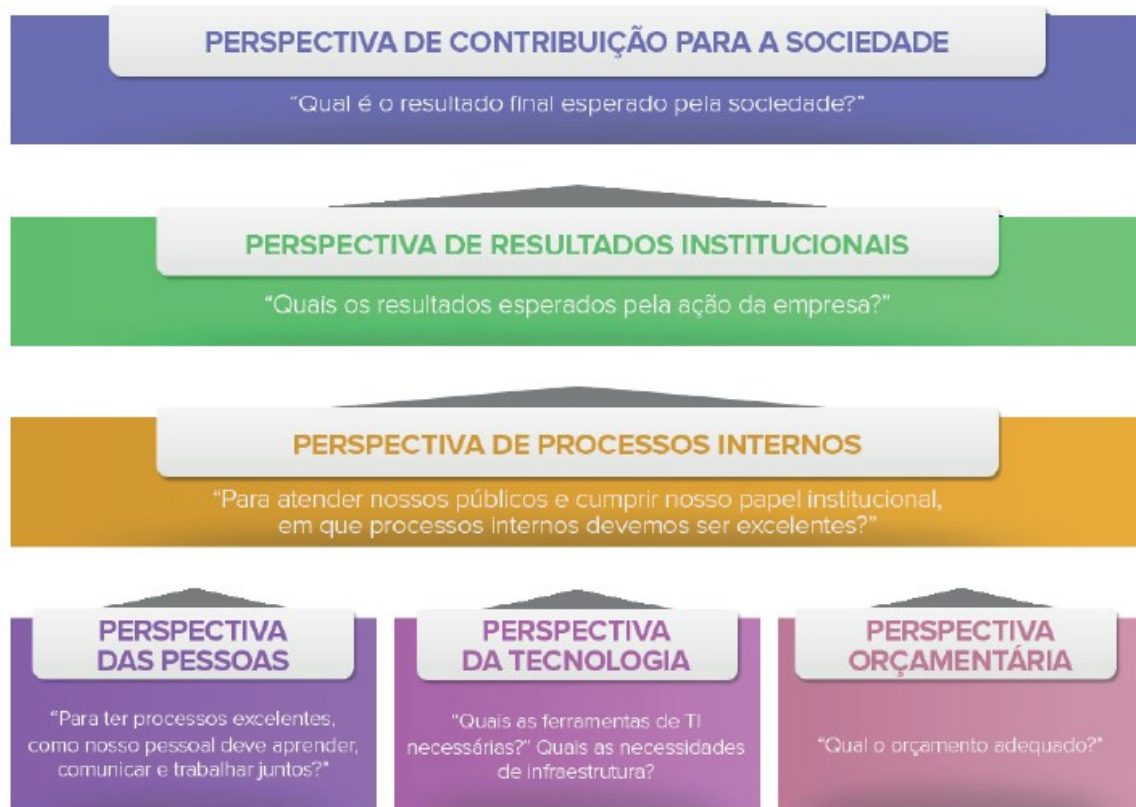 PERSPECTIVA DE CONTRIBUIÇÃO PARA A SOCIEDADE
“Qual é o resultado final esperado pela sociedade?”
PERSPECTIVA DE RESULTADOS INSTITUCIONAIS
“Quais os resultados esperados pela ação da empresa?”
PERSPECTIVA DE PROCESSOS INTERNOS
“Para atender nossos públicos e cumprir nosso papel institucional,
em que processos internos devemos ser excelentes?”
PERSPECTIVA
DAS PESSOAS
“Para ter processos excelentes,
como nosso pessoal deve aprender,
comunicar e trabalhar juntos?”
PERSPECTIVA
DA TECNOLOGIA
“Quais as ferramentas de TI
necessárias?” Quais as necessidades
de infraestrutura?
PERSPECTIVA
ORÇAMENTÁRIA
“Qual o orçamento adequado?”